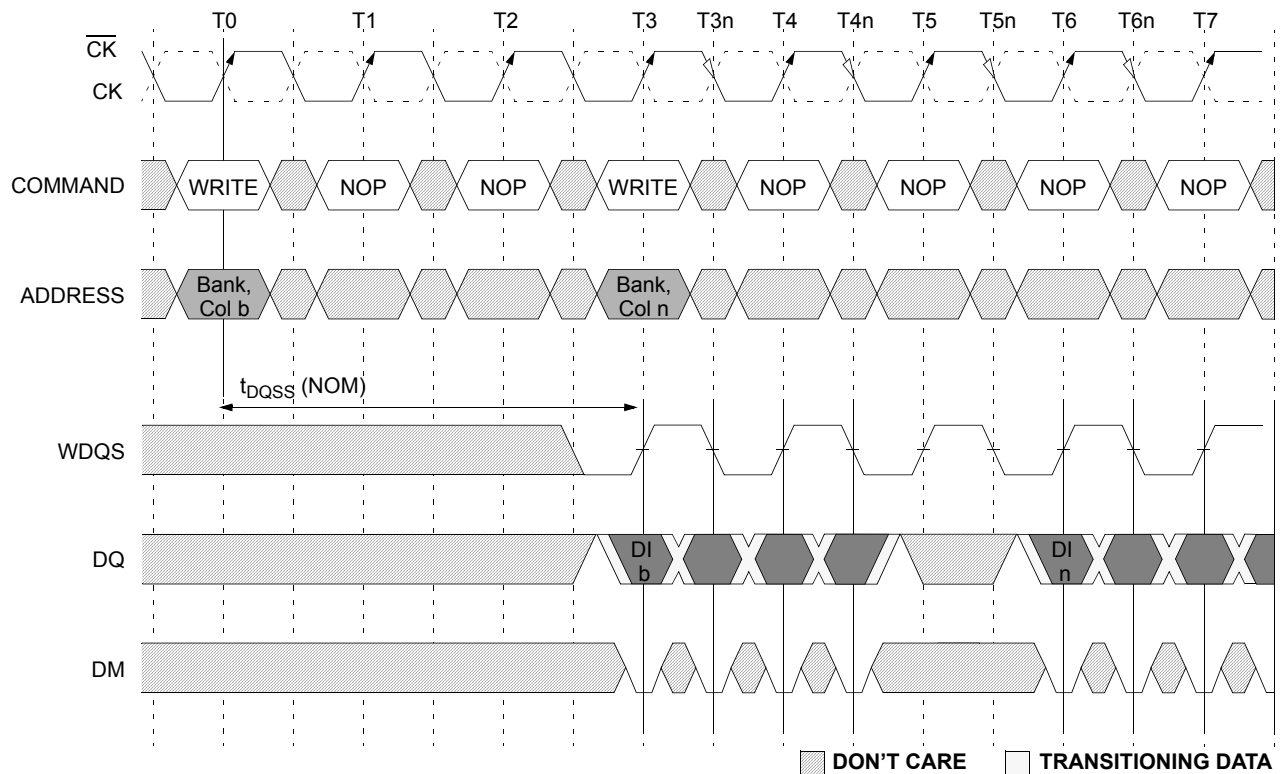 T0 T1 T2 T3 T3n T4 T4n T5 T5n T6 T6n T7
CK
CK
COMMAND WRITE NOP NOP WRITE NOP NOP NOP NOP
ADDRESS Bank, Col b Bank, Col n
tDQSS (NOM)
WDQS
DQ DI b DI n
DM
DON'T CARE TRANSITIONING DATA